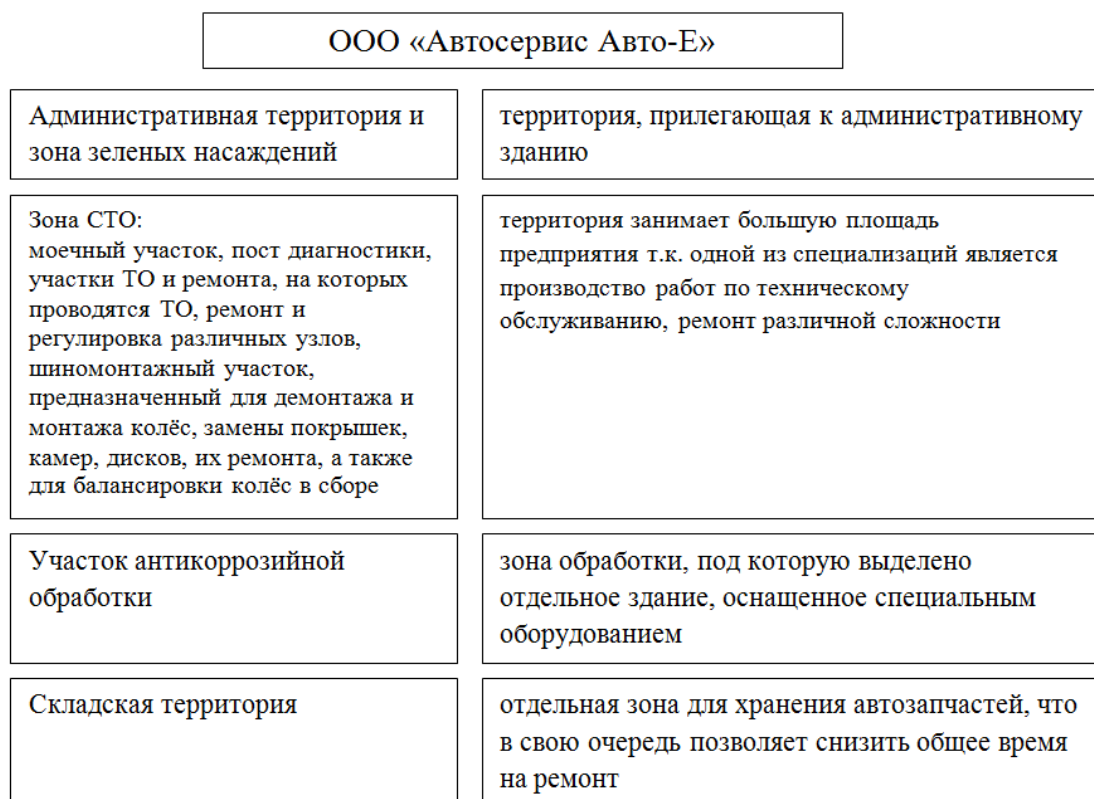 ООО «Автосервис Авто-Е»
Административная территория и
зона зеленых насаждений
территория, прилегающая к административному
зданию
Зона СТО:
моечный участок, пост диагностики,
участки ТО и ремонта, на которых
проводятся ТО, ремонт и
регулировка различных узлов,
шиномонтажный участок,
предназначенный для демонтажа и
монтажа колёс, замены покрышек,
камер, дисков, их ремонта, а также
для балансировки колёс в сборе
территория занимает большую площадь
предприятия т.к. одной из специализаций является
производство работ по техническому
обслуживанию, ремонт различной сложности
Участок антикоррозийной
обработки
зона обработки, под которую выделено
отдельное здание, оснащенное специальным
оборудованием
Складская территория
отдельная зона для хранения автозапчастей, что
в свою очередь позволяет снизить общее время
на ремонт